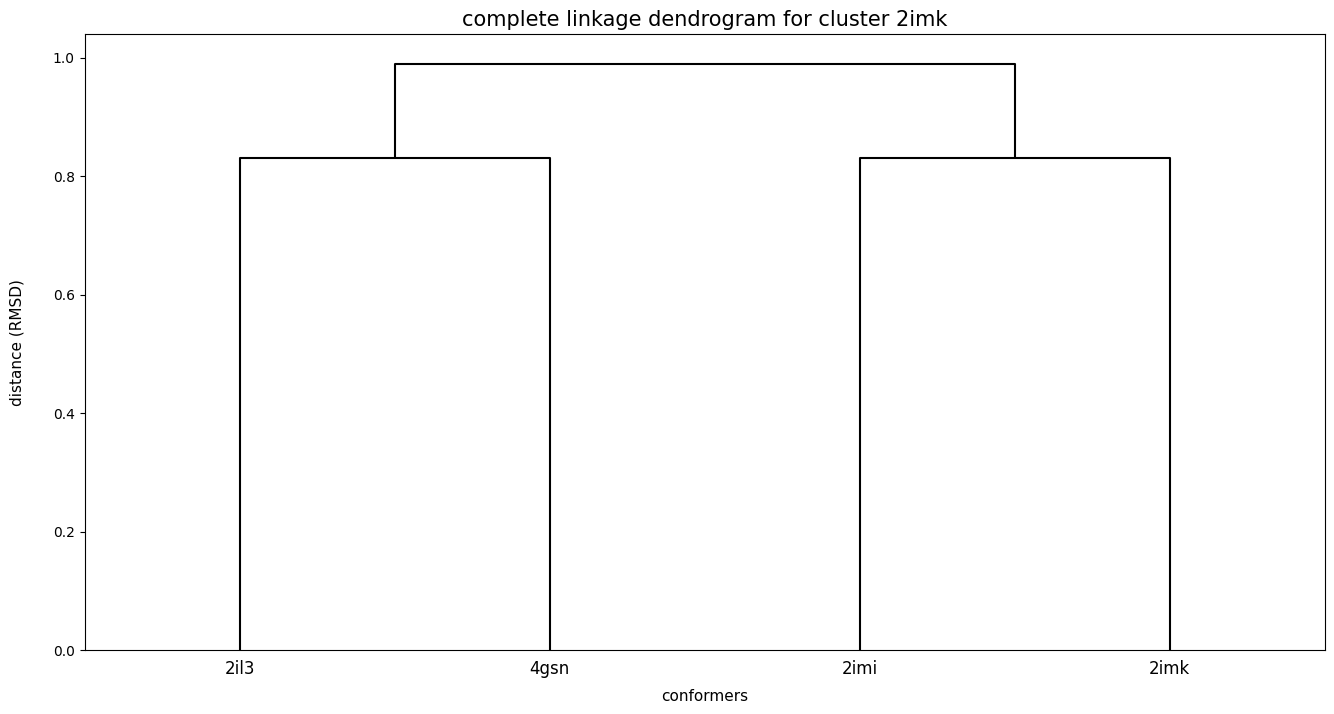 complete linkage dendrogram for cluster 2imk
1.0
0.8
0.6
0.4
0.2
0.0
distance (RMSD)
2il3
4gsn
2imi
2imk
conformers